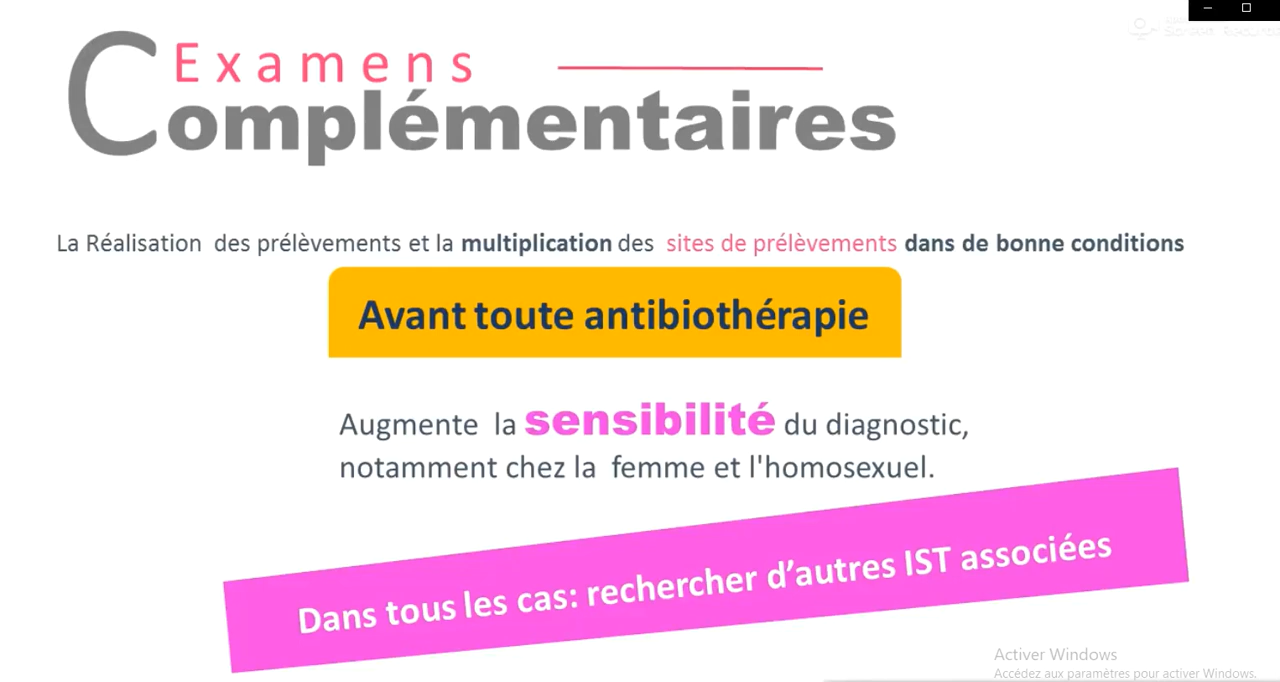 Examens
Complémentaires
La Réalisation des prélèvements et la multiplication des sites de prélèvements dans de bonne conditions
Avant toute antibiothérapie
Augmente la sensibilité du diagnostic,
notamment chez la femme et l'homosexuel.
Dans tous les cas: rechercher d’autres IST associées
Activer Windows
Accédez aux paramètres pour activer Windows.